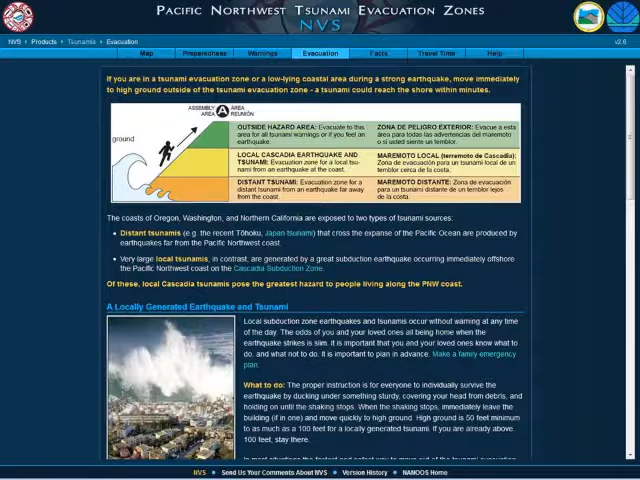 PACIFIC NORTHWEST TSUNAMI EVACUATION ZONES
NVS
NVS Products Tsunamis Evacuation
v2.6
Map Preparedness Warnings Evacuation Facts Travel Time Help
If you are in a tsunami evacuation zone or a low-lying coastal area during a strong earthquake, move immediately
to high ground outside of the tsunami evacuation zone - a tsunami could reach the shore within minutes.
ASSEMBLY AREA A ÁREA REUNIÓN
ground
OUTSIDE HAZARD AREA: Evacuate to this
area for all tsunami warnings or if you feel an
earthquake.
ZONA DE PELIGRO EXTERIOR: Evacue a esta
área para todas las advertencias del maremoto
o si usted siente un temblor.
LOCAL CASCADIA EARTHQUAKE AND
TSUNAMI: Evacuation zone for a local tsu-
nami from an earthquake at the coast.
MAREMOTO LOCAL (terremoto de Cascadia):
Zona de evacuación para un tsunami local de un
temblor cerca de la costa.
DISTANT TSUNAMI: Evacuation zone for a
distant tsunami from an earthquake far away
from the coast.
MAREMOTO DISTANTE: Zona de evacuación
para un tsunami distante de un temblor lejos
de la costa.
The coasts of Oregon, Washington, and Northern California are exposed to two types of tsunami sources:
Distant tsunamis (e.g. the recent Tōhoku, Japan tsunami) that cross the expanse of the Pacific Ocean are produced by
earthquakes far from the Pacific Northwest coast
Very large local tsunamis, in contrast, are generated by a great subduction earthquake occurring immediately offshore
the Pacific Northwest coast on the Cascadia Subduction Zone.
Of these, local Cascadia tsunamis pose the greatest hazard to people living along the PNW coast.
A Locally Generated Earthquake and Tsunami
Local subduction zone earthquakes and tsunamis occur without warning at any time
of the day. The odds of you and your loved ones all being home when the
earthquake strikes is slim. It is important that you and your loved ones know what to
do, and what not to do. It is important to plan in advance. Make a family emergency
plan.
What to do: The proper instruction is for everyone to individually survive the
earthquake by ducking under something sturdy, covering your head from debris, and
holding on until the shaking stops. When the shaking stops, immediately leave the
building (if in one) and move quickly to high ground. High ground is 50 feet minimum
to as much as a 100 feet for a locally generated tsunami. If you are already above
100 feet, stay there.
NVS Send Us Your Comments About NVS Version History NANOOS Home